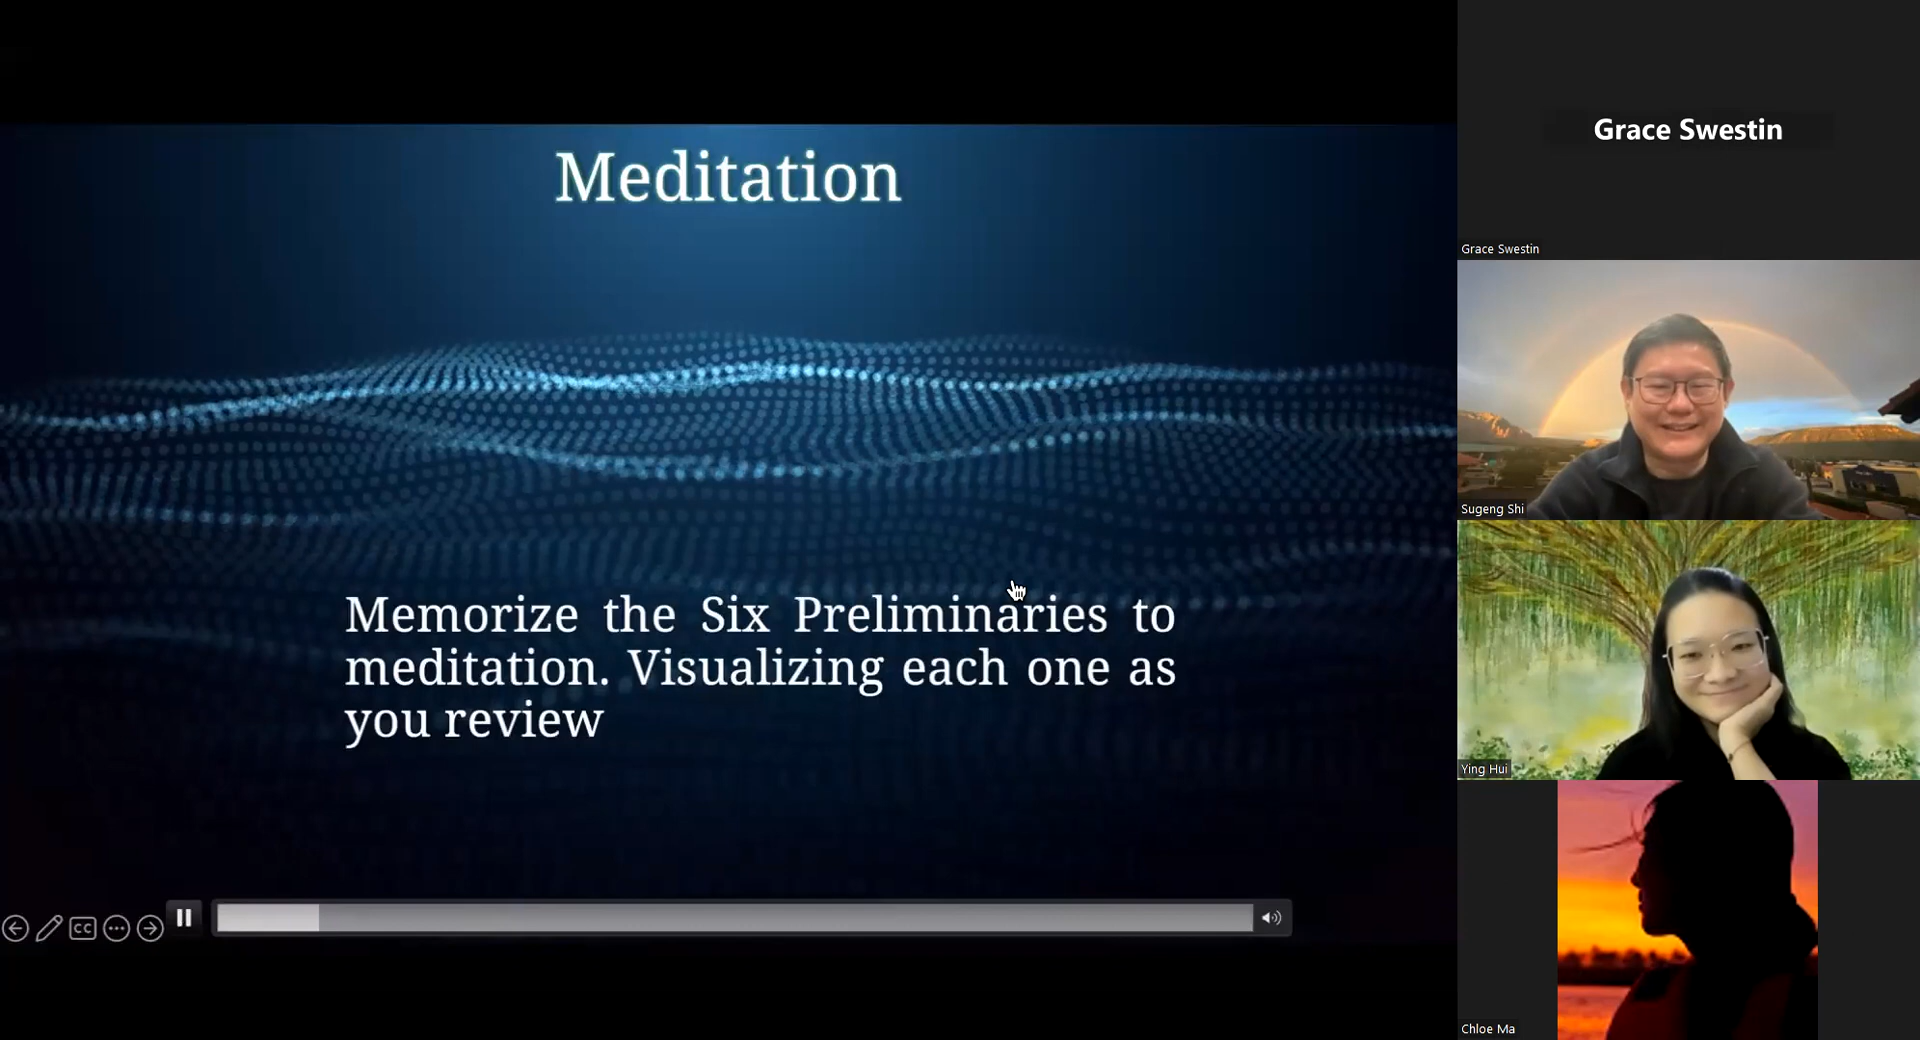 Meditation
Memorize the Six Preliminaries to
meditation. Visualizing each one as
you review
CC
Grace Swestin
Grace Swestin
Sugeng Shi
Ying Hui
Chloe Ma